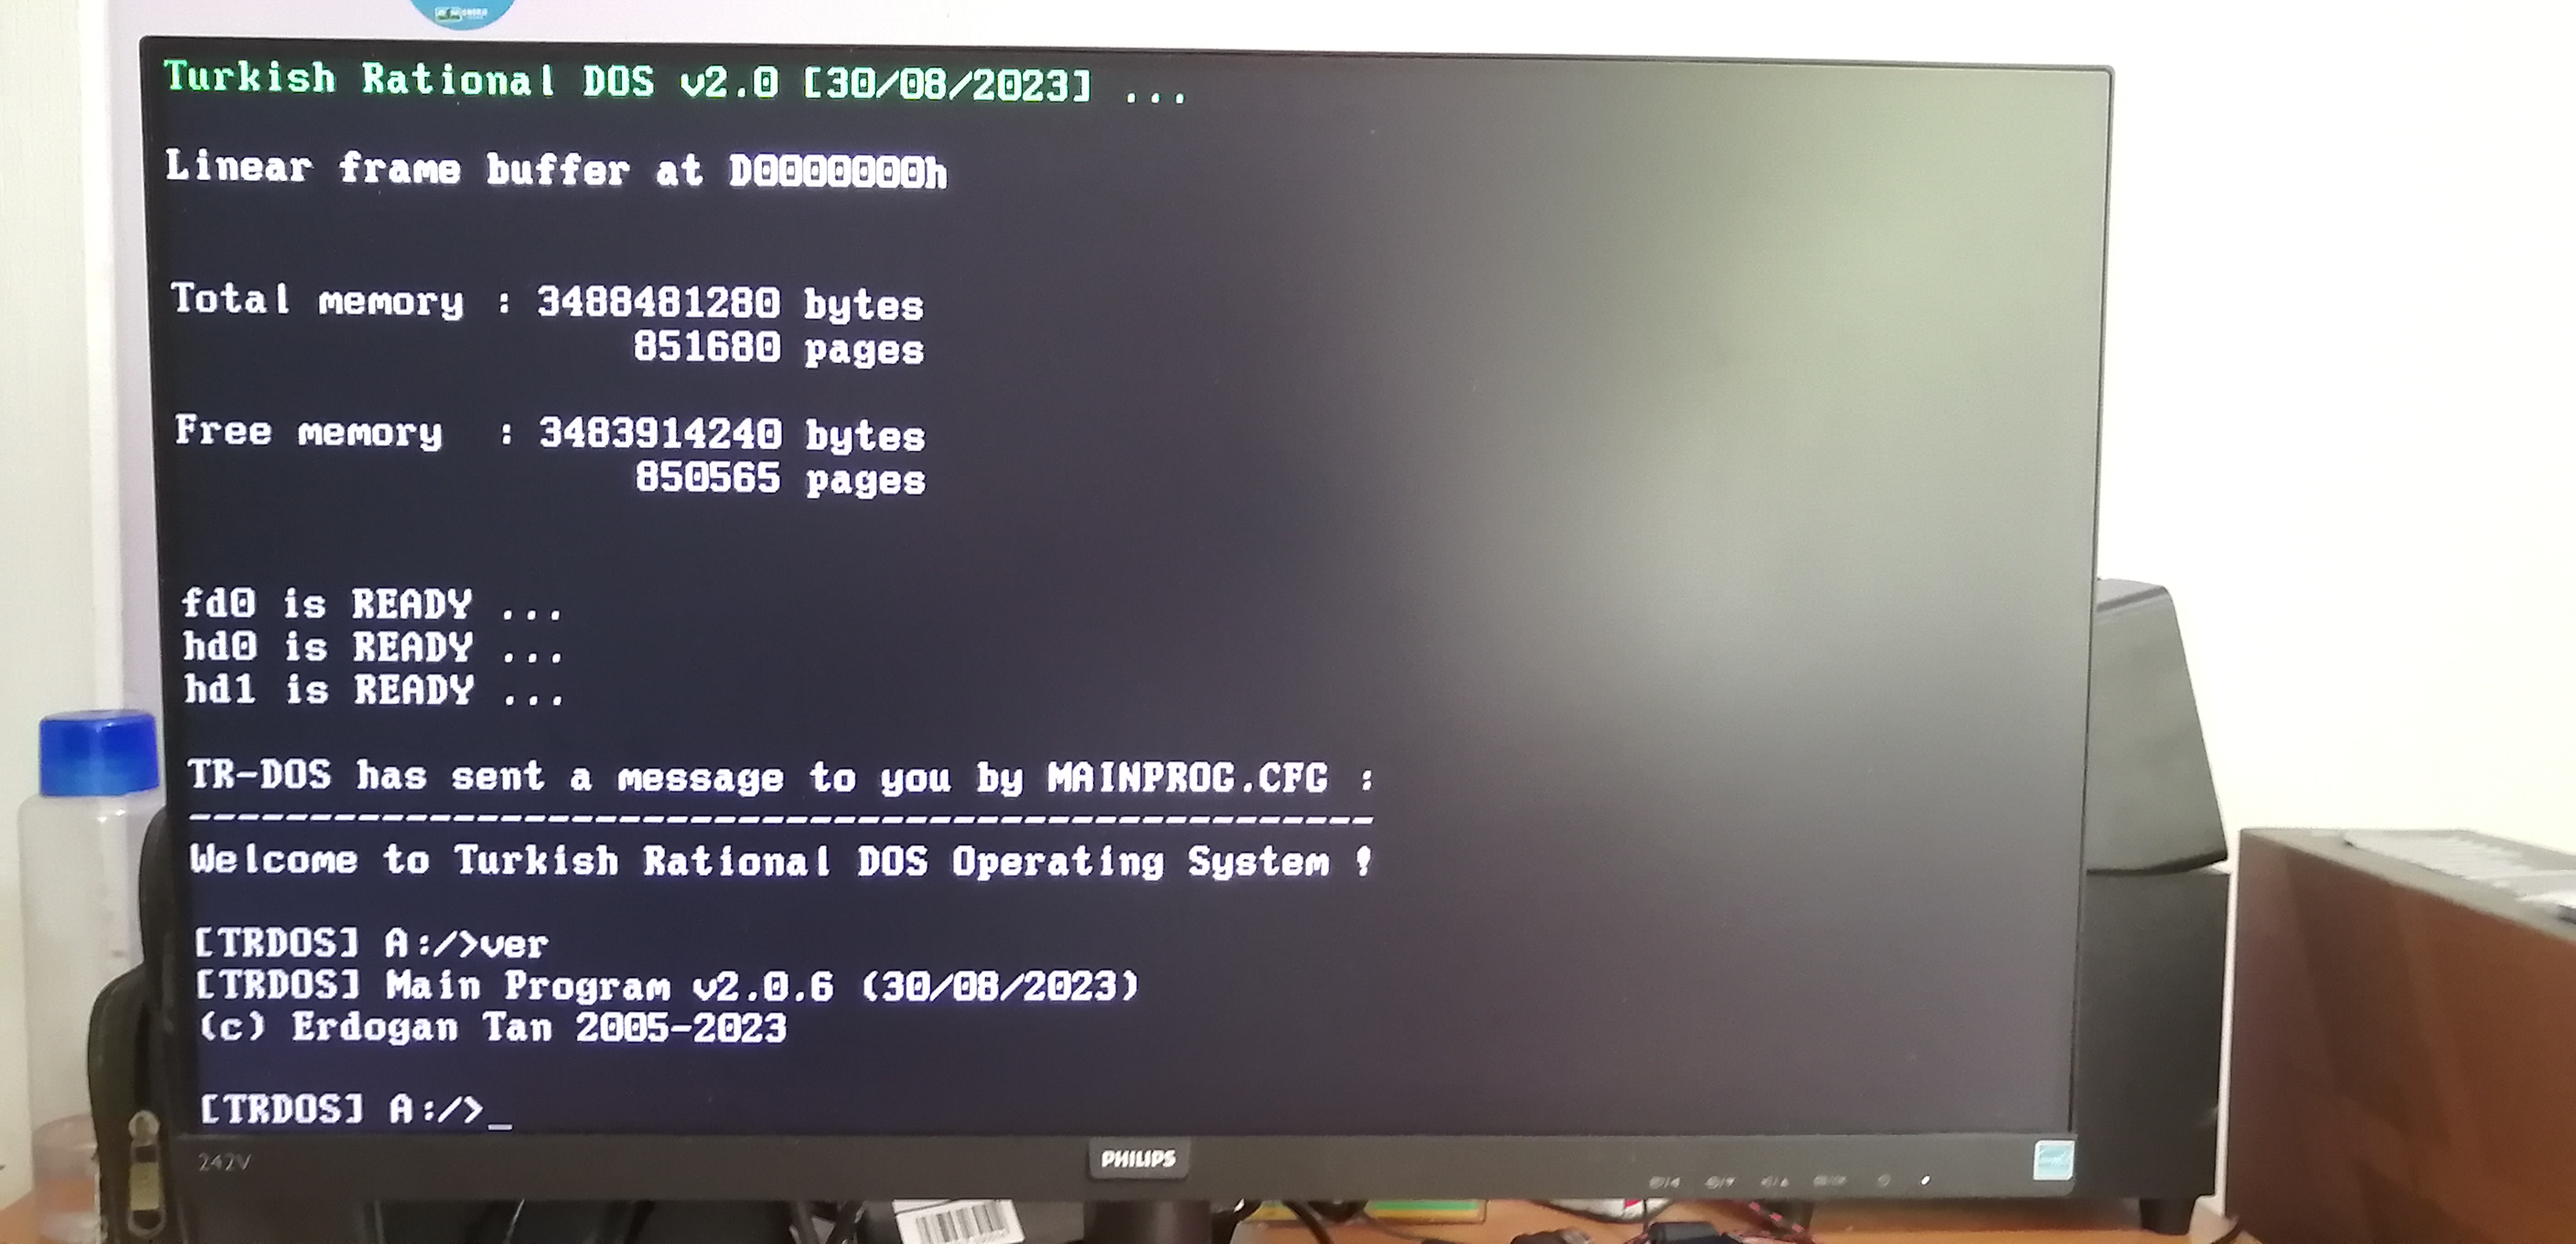 Turkish Rational DOS v2.0 [30/08/2023] ...
Linear frame buffer at D0000000h
Total memory : 3488481280 bytes
851680 pages
Free memory : 3483914240 bytes
850565 pages
fd0 is READY ...
hd0 is READY ...
hd1 is READY ...
TR-DOS has sent a message to you by MAINPROG.CFG :
--------------------------------------------------
Welcome to Turkish Rational DOS Operating System !
[TRDOS] A:/>ver
[TRDOS] Main Program v2.0.6 (30/08/2023)
(c) Erdogan Tan 2005-2023
[TRDOS] A:/>_
242V
PHILIPS